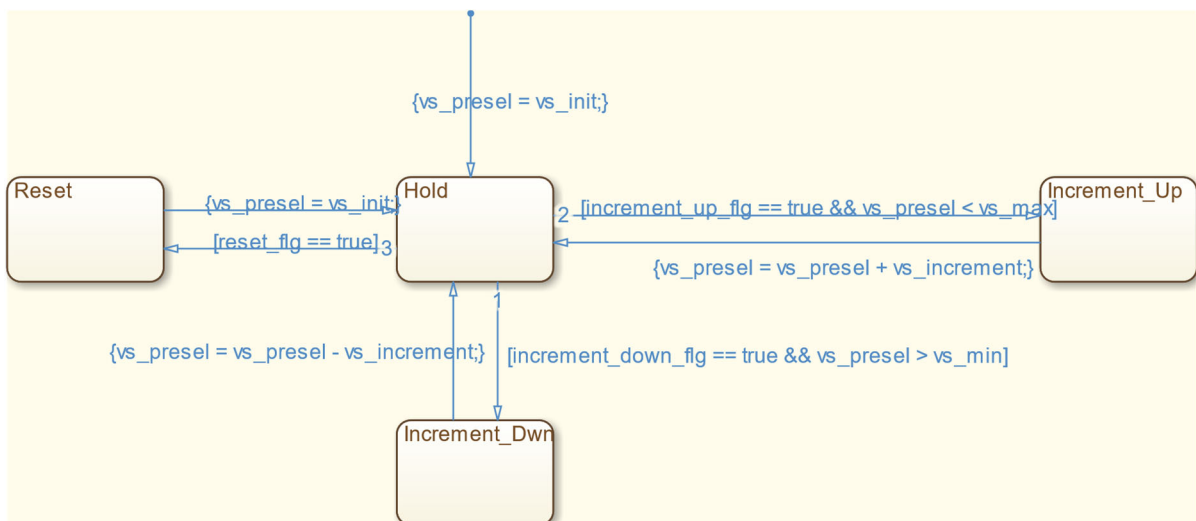 {vs_presel = vs_init;}
Reset
Hold
Increment_Up
{vs_presel = vs_init;}
2
[increment_up_flg == true && vs_presel < vs_max]
[reset_flg == true]
3
{vs_presel = vs_presel + vs_increment;}
1
{vs_presel = vs_presel - vs_increment;}
[increment_down_flg == true && vs_presel > vs_min]
Increment_Dwn